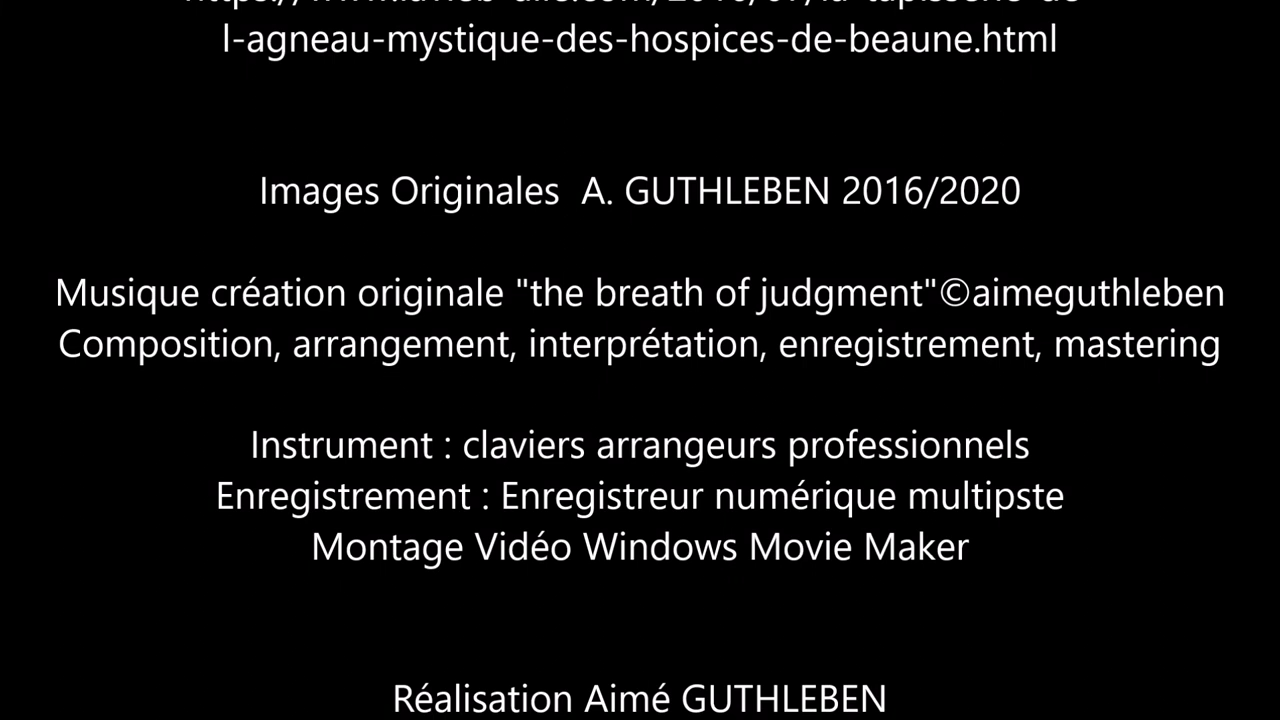 l-agneau-mystique-des-hospices-de-beaune.html
Images Originales  A. GUTHLEBEN 2016/2020
Musique création originale "the breath of judgment"©aimeguthleben
Composition, arrangement, interprétation, enregistrement, mastering
Instrument : claviers arrangeurs professionnels
Enregistrement : Enregistreur numérique multipste
Montage Vidéo Windows Movie Maker
Réalisation Aimé GUTHLEBEN